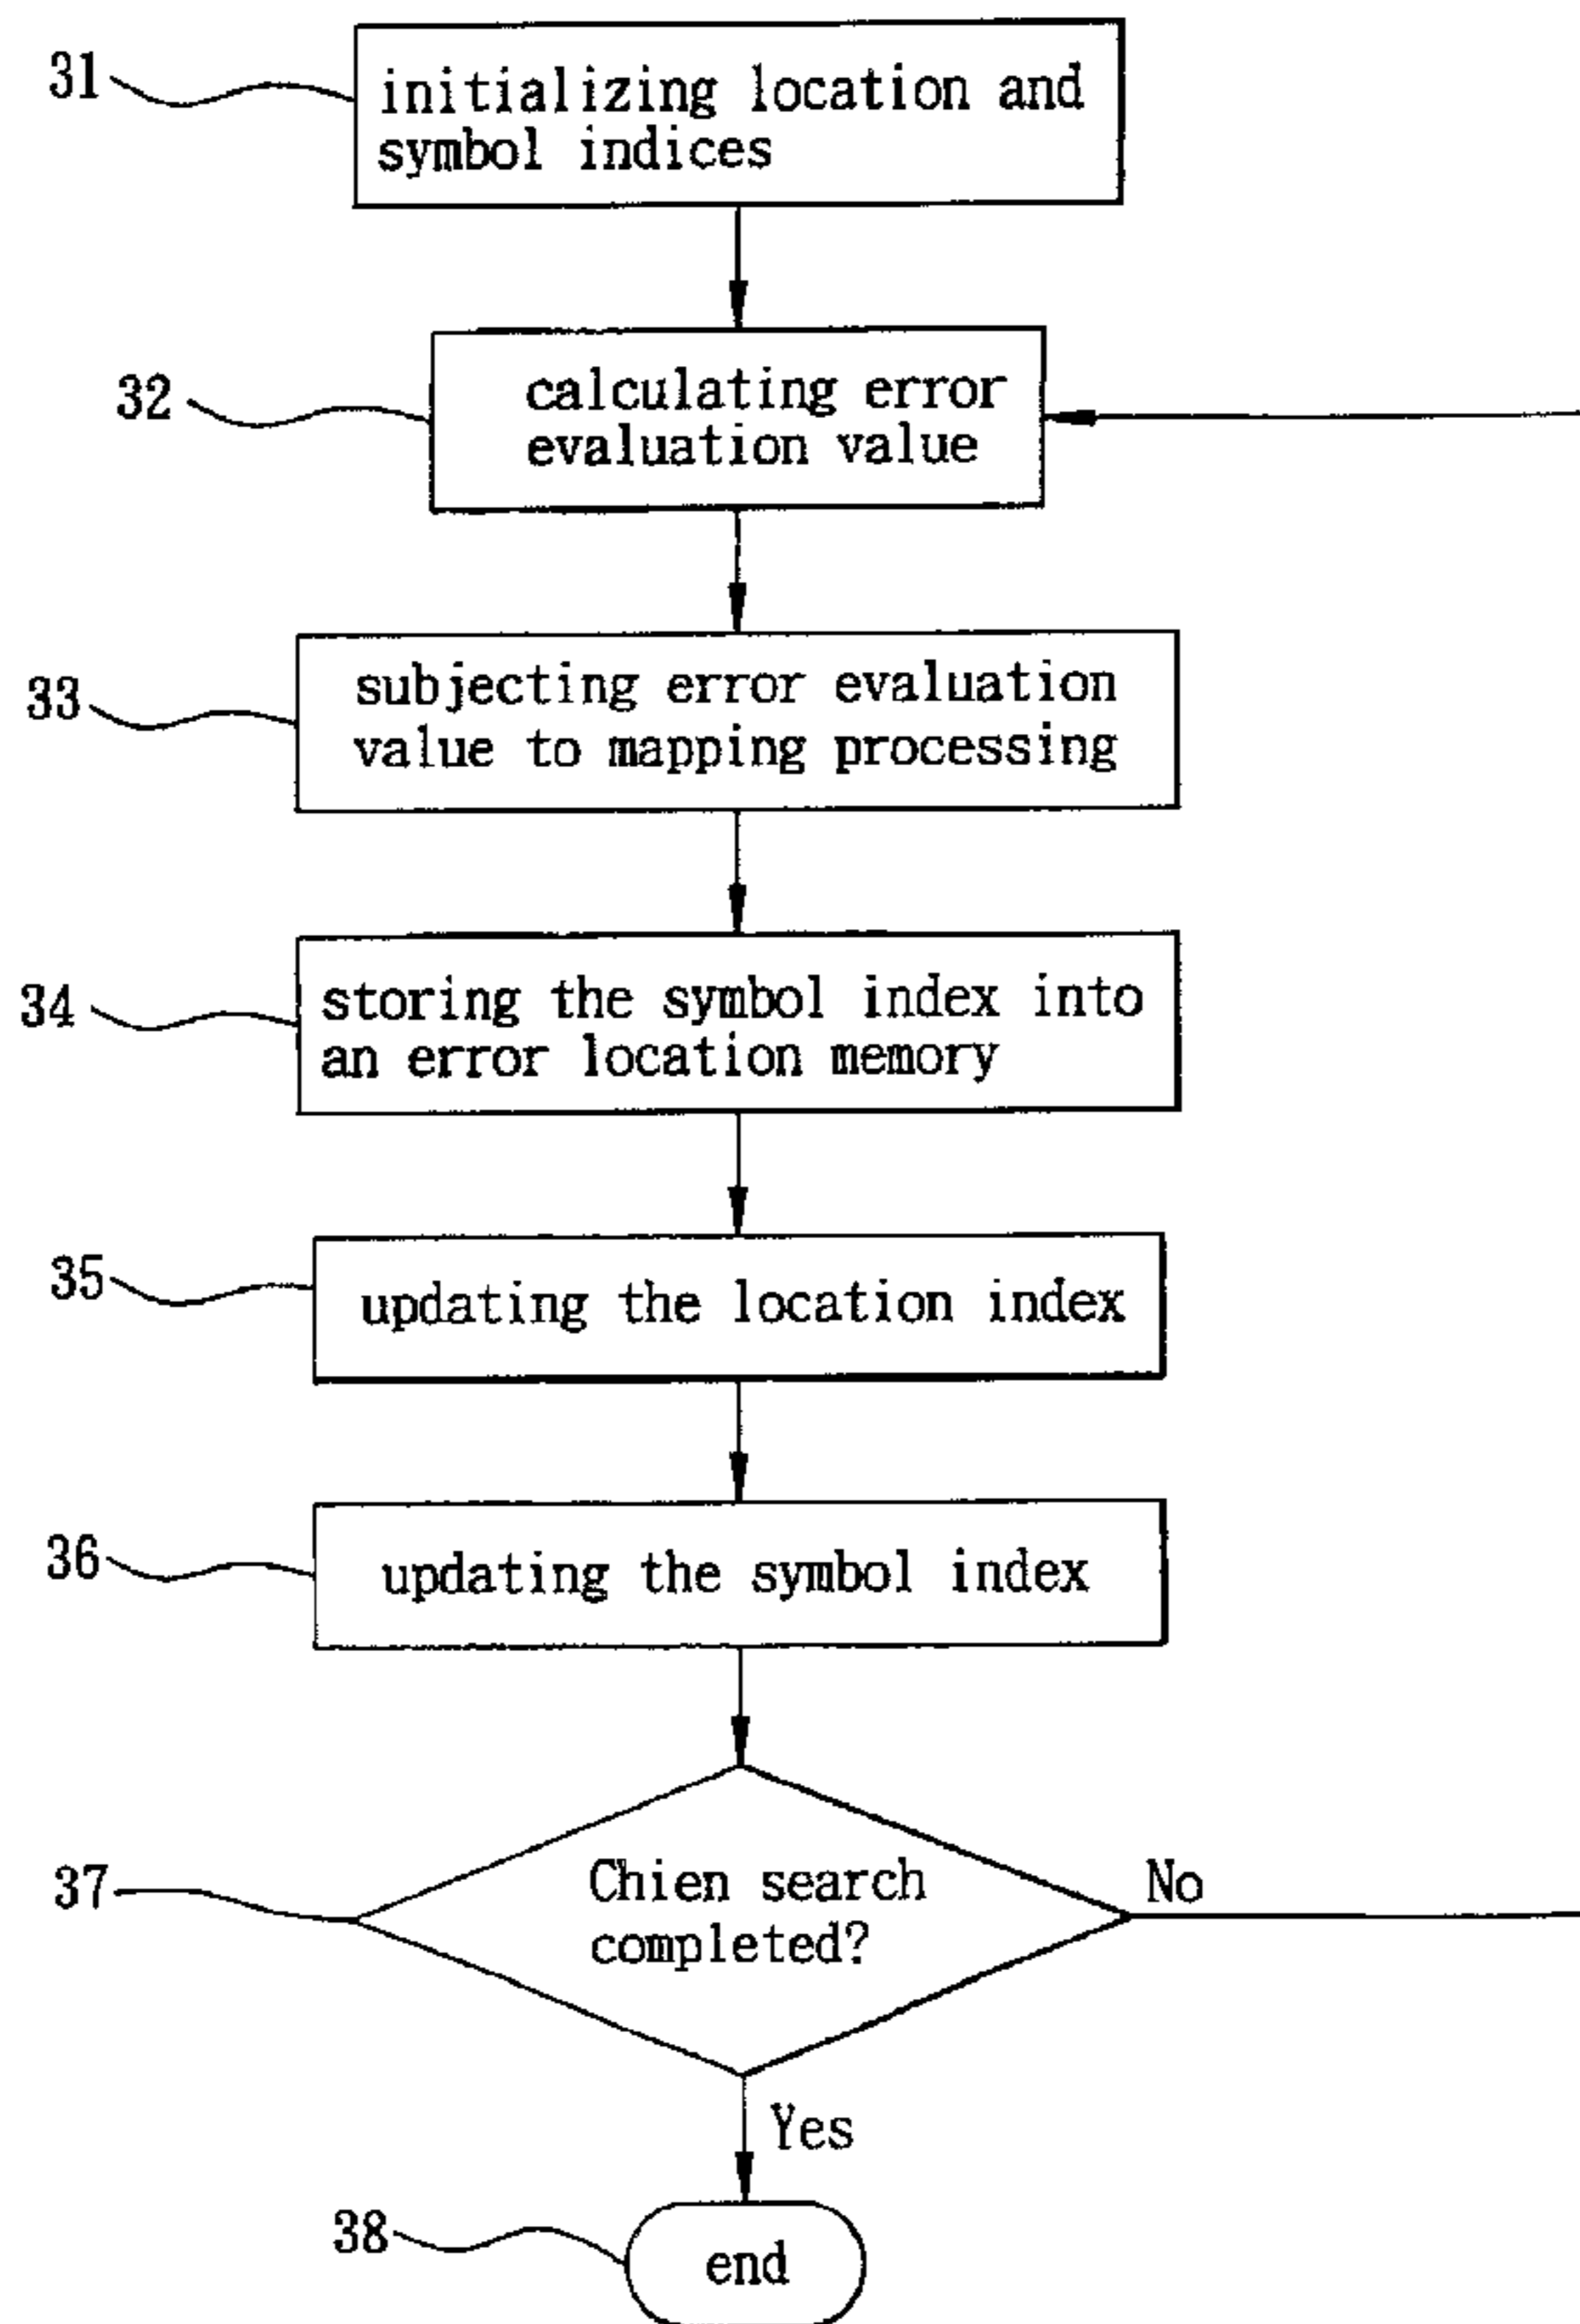 31
initializing location and
symbol indices
32
calculating error
evaluation value
33
subjecting error evaluation
value to mapping processing
34
storing the symbol index into
an error location memory
35
updating the location index
36
updating the symbol index
37
Chien search
completed?
No
Yes
38
end